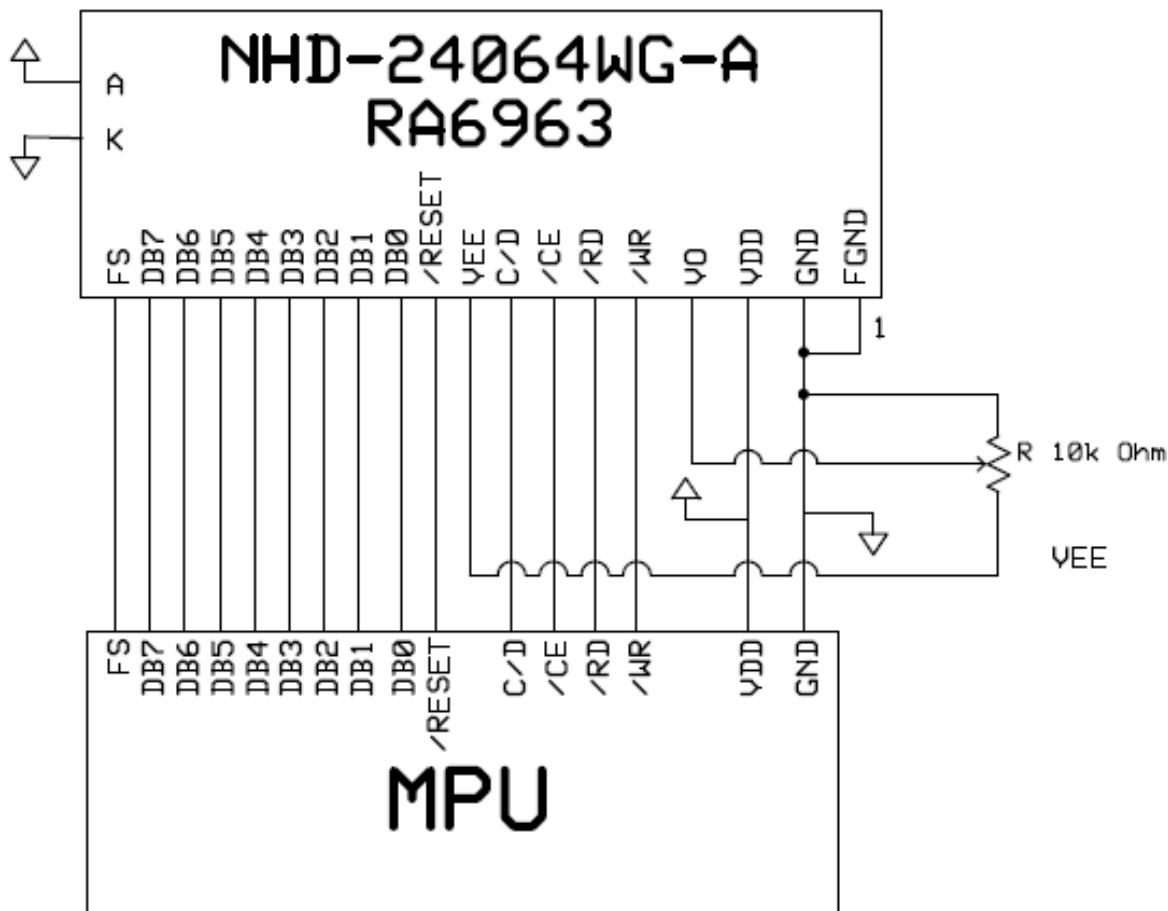 NHD-24064WG-A
RA6963
A
K
FS
DB7
DB6
DB5
DB4
DB3
DB2
DB1
DB0
/RESET
VEE
C/D
/CE
/RD
/WR
VO
VDD
GND
FGND
1
R 10k Ohm
VEE
FS
DB7
DB6
DB5
DB4
DB3
DB2
DB1
DB0
/RESET
C/D
/CE
/RD
/WR
VDD
GND
MPU